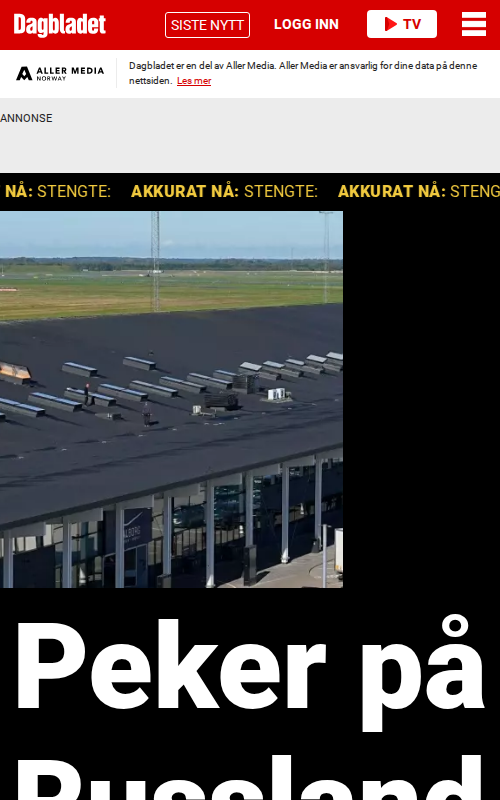 Dagbladet
SISTE NYTT
LOGG INN
TV
ALLER MEDIA
NORWAY
Dagbladet er en del av Aller Media. Aller Media er ansvarlig for dine data på denne
nettsiden. Les mer
ANNONSE
NÅ: STENGTE: AKKURAT NÅ: STENGTE: AKKURAT NÅ: STENG
Peker på
Russland